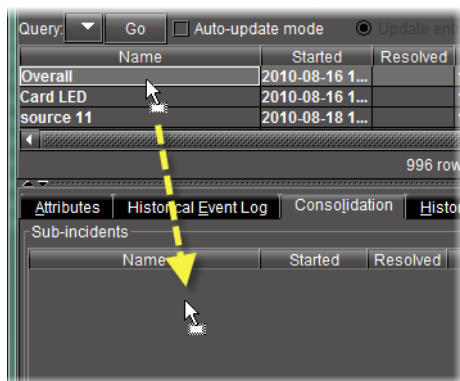 Query: Go Auto-update mode Update ent
Name Started Resolved
Overall 2010-08-16 1...
Card LED 2010-08-16 1...
source 11 2010-08-18 1...
996 row
Attributes Historical Event Log Consolidation Histo
Sub-incidents
Name Started Resolved